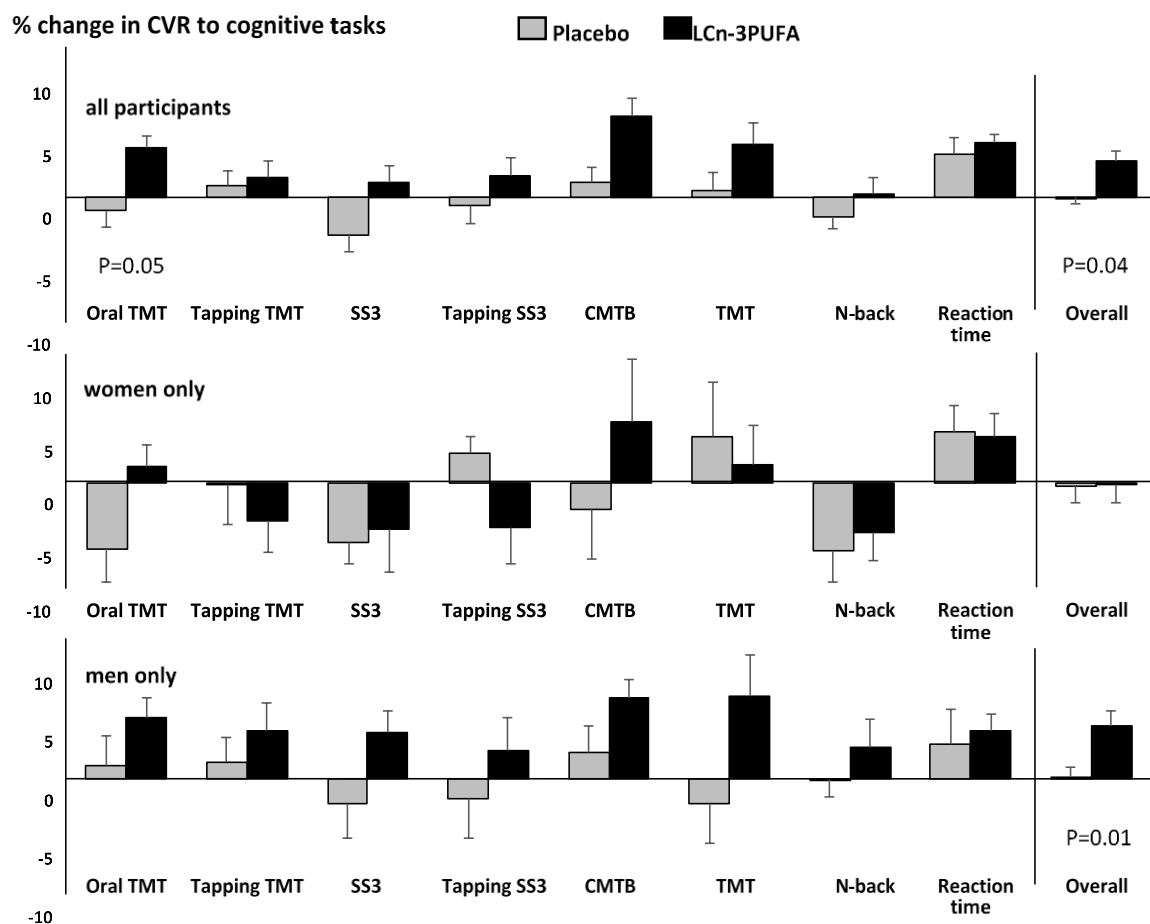 % change in CVR to cognitive tasks
Placebo LCn-3PUFA
10
all participants
5
0
P=0.05 P=0.04
-5
Oral TMT Tapping TMT SS3 Tapping SS3 CMTB TMT N-back Reaction time Overall
-10
women only
10
5
0
-5
-10
Oral TMT Tapping TMT SS3 Tapping SS3 CMTB TMT N-back Reaction time Overall
men only
10
5
0
P=0.01
-5
Oral TMT Tapping TMT SS3 Tapping SS3 CMTB TMT N-back Reaction time Overall
-10